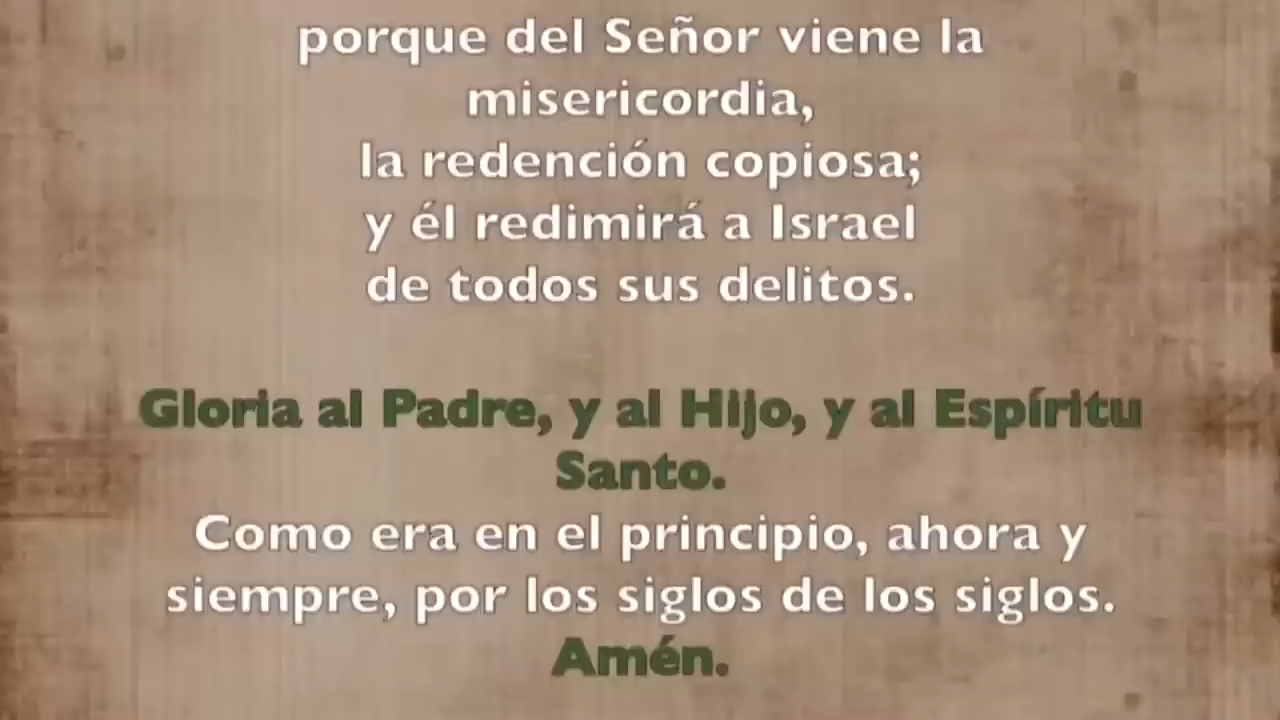 porque del Señor viene la
misericordia,
la redención copiosa;
y él redimirá a Israel
de todos sus delitos.
Gloria al Padre, y al Hijo, y al Espíritu
Santo.
Como era en el principio, ahora y
siempre, por los siglos de los siglos.
Amén.